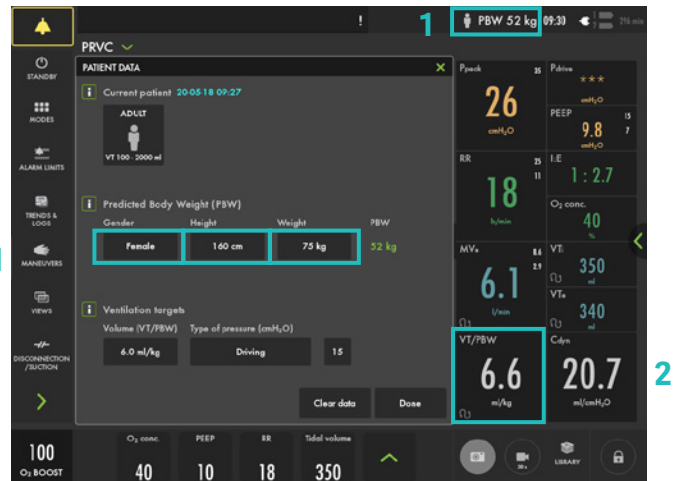 ! 1 PBW 52 kg 09:30 296 min
PRVC
STANDBY
MODES
ALARM LIMITS
TRENDS & LOGS
MANEUVERS
VIEWS
DISCONNECTION
/SUCTION
PATIENT DATA ×
i Current patient 20-05-18 09:27
ADULT
VT 100 - 2000 ml
i Predicted Body Weight (PBW)
Gender Height Weight PBW
Female 160 cm 75 kg 52 kg
i Ventilation targets
Volume (VT/PBW) Type of pressure (cmH₂O)
6.0 ml/kg Driving 15
Clear data Done
Ppeak 35
26
cmH₂O
Pdrive
***
cmH₂O
PEEP 15
9.8 7
cmH₂O
RR 25
11
18
b/min
I:E
1 : 2.7
O₂ conc.
40
%
MVe 8.6
2.9
6.1
l/min
VTi
350
ml
VTe
340
ml
VT/PBW
6.6
ml/kg
Cdyn
20.7
ml/cmH₂O
2
100
O₂ BOOST
O₂ conc. PEEP RR Tidal volume
40 10 18 350
30 s
LIBRARY